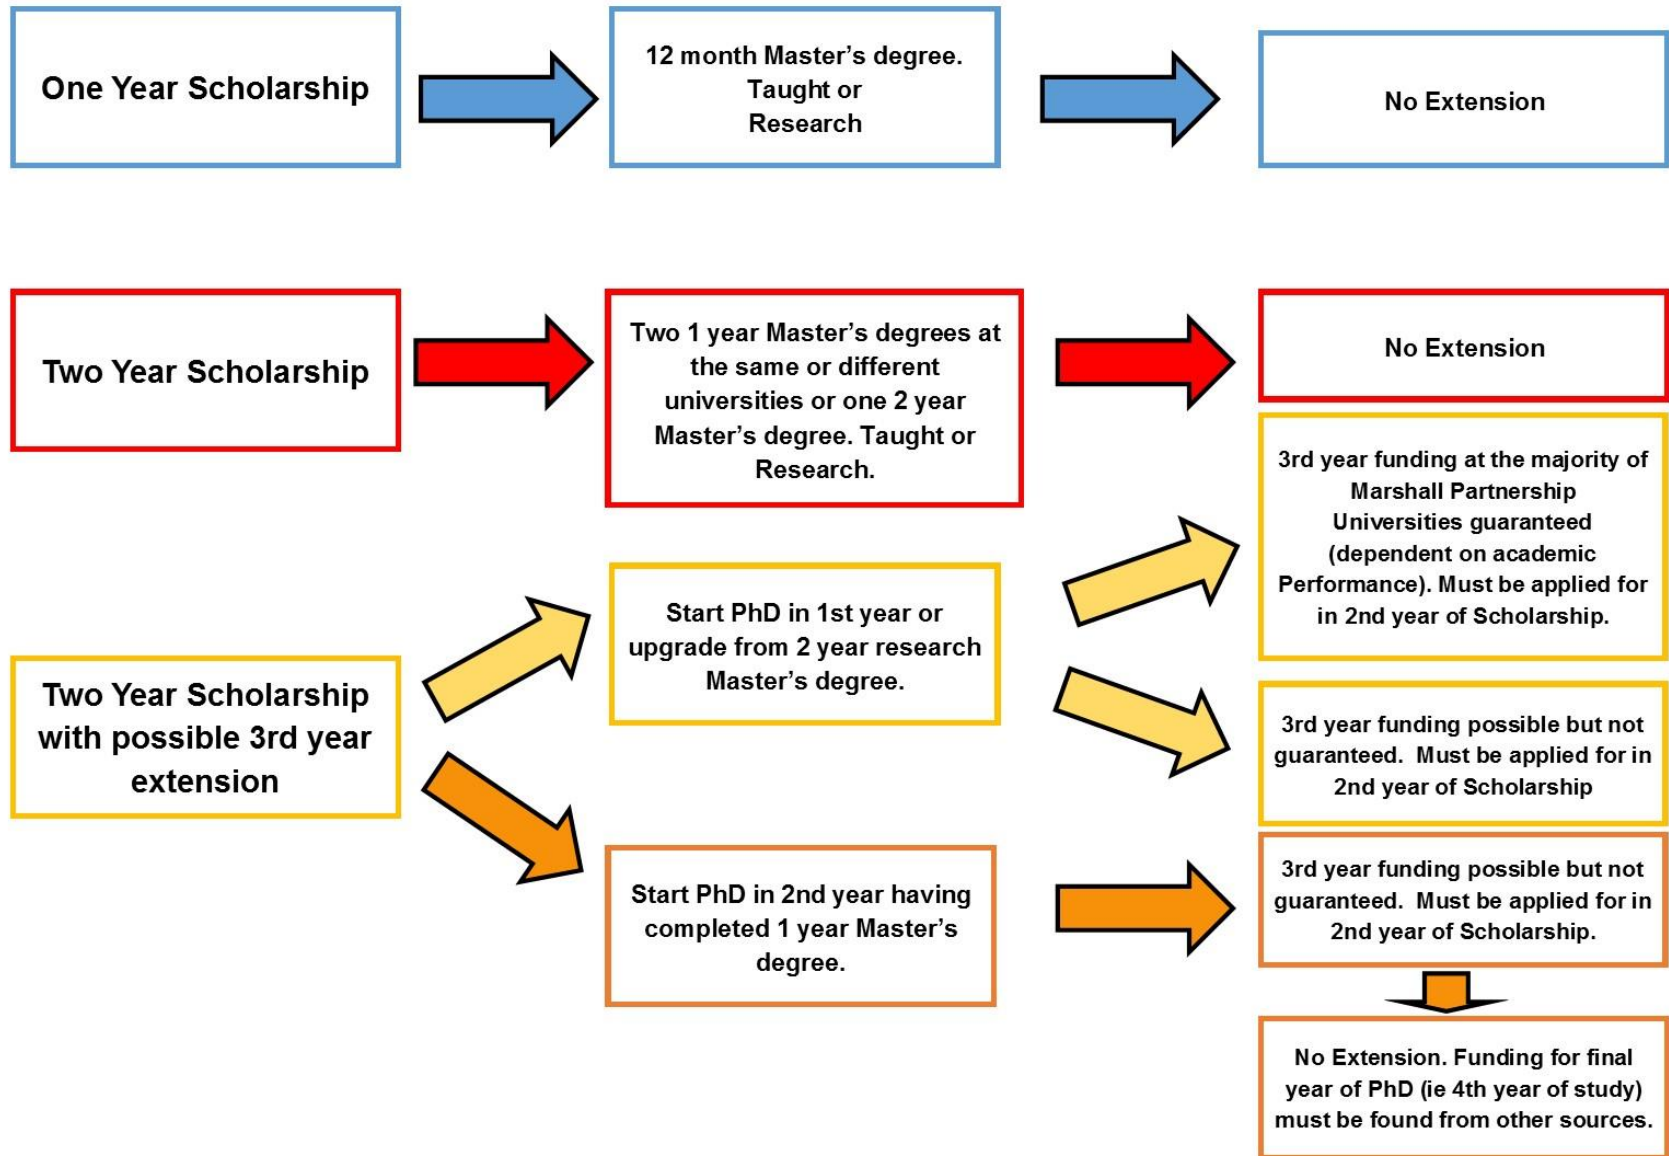 One Year Scholarship
12 month Master's degree.
Taught or
Research
No Extension
Two Year Scholarship
Two 1 year Master's degrees at
the same or different
universities or one 2 year
Master's degree. Taught or
Research.
No Extension
Two Year Scholarship
with possible 3rd year
extension
Start PhD in 1st year or
upgrade from 2 year research
Master's degree.
3rd year funding at the majority of
Marshall Partnership
Universities guaranteed
(dependent on academic
Performance). Must be applied for
in 2nd year of Scholarship.
3rd year funding possible but not
guaranteed.  Must be applied for in
2nd year of Scholarship
Start PhD in 2nd year having
completed 1 year Master's
degree.
3rd year funding possible but not
guaranteed.  Must be applied for in
2nd year of Scholarship.
No Extension. Funding for final
year of PhD (ie 4th year of study)
must be found from other sources.